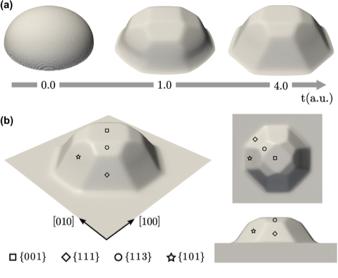 (a)
0.0 1.0 4.0
t(a.u.)
(b)
[010] [100]
{001} {111} {113} {101}